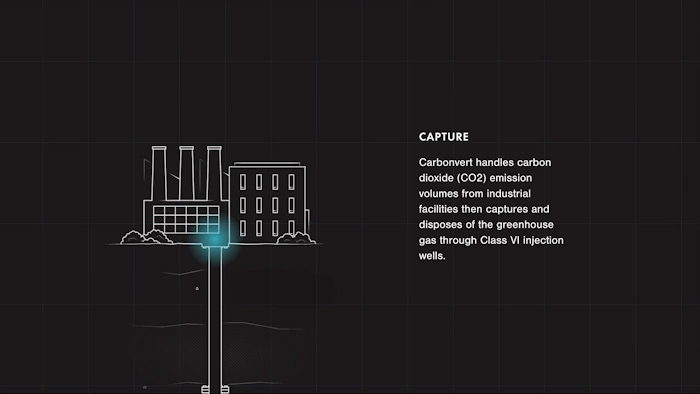 CAPTURE
Carbonvert handles carbon
dioxide (CO2) emission
volumes from industrial
facilities then captures and
disposes of the greenhouse
gas through Class VI injection
wells.